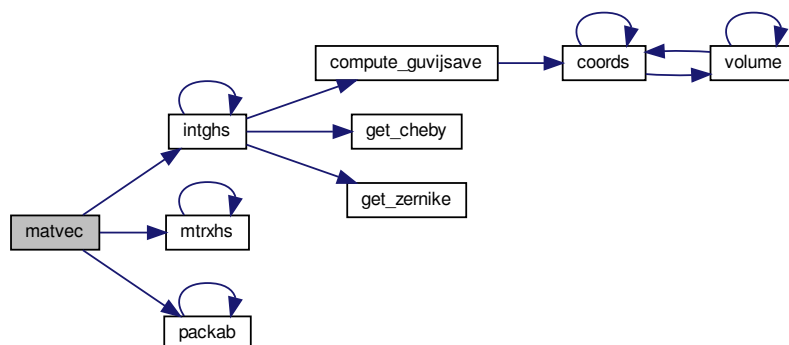 compute_guvijsave
coords
volume
intghs
get_cheby
get_zernike
matvec
mtrxhs
packab